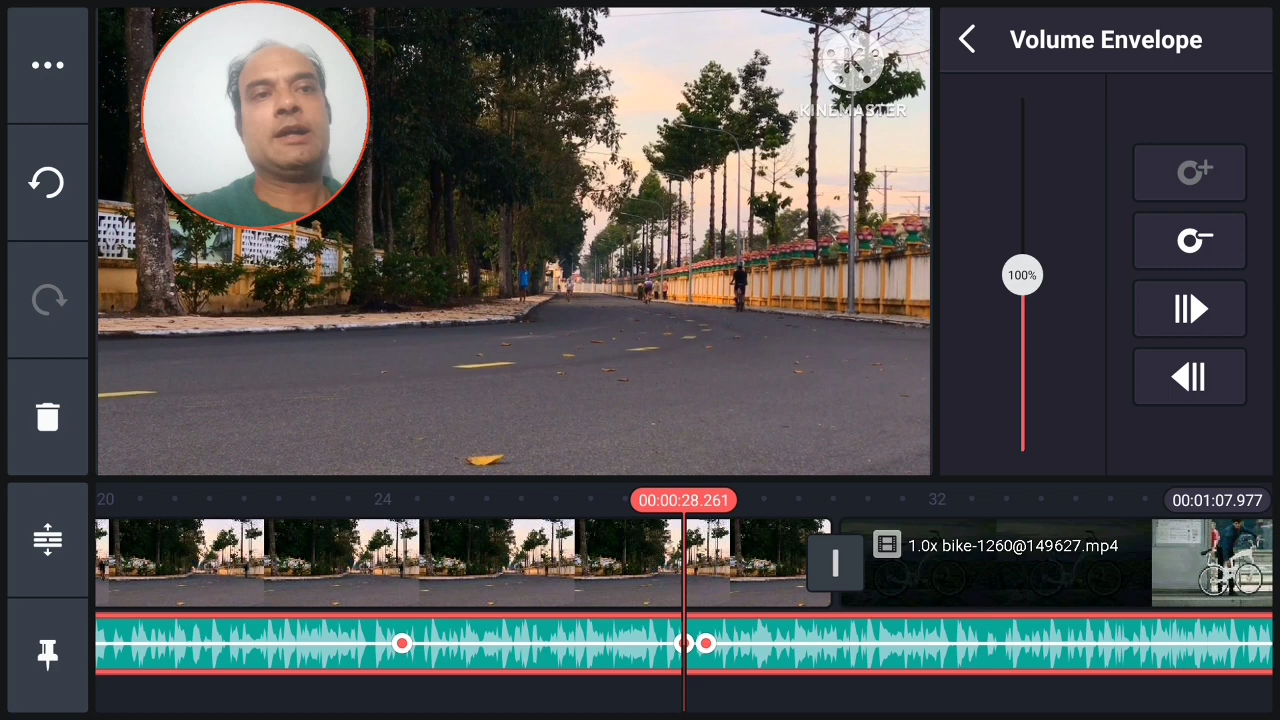 Volume Envelope
KINEMASTER
100%
20
24
00:00:28.261
32
00:01:07.977
1.0x bike-1260@149627.mp4